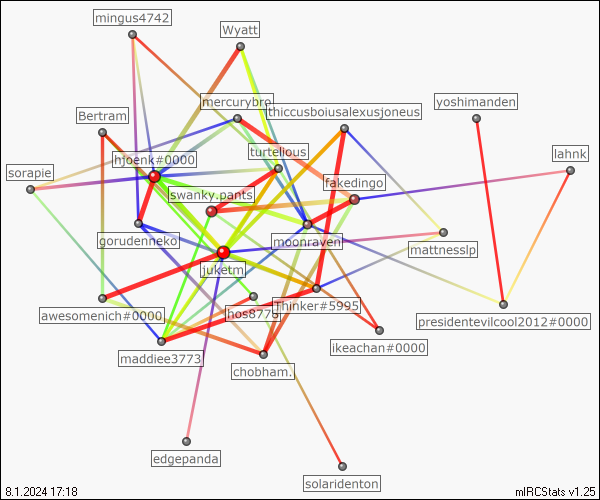 mingus4742
Wyatt
mercurybro
yoshimanden
thiccusboiusalexusjoneus
Bertram
turtelious
lahnk
hjoenk#0000
sorapie
fakedingo
swanky.pants
gorudenneko
moonraven
mattnesslp
juketm
awesomenich#0000
hos8778
Thinker#5995
presidentevilcool2012#0000
ikeachan#0000
maddiee3773
chobham.
edgepanda
solaridenton
8.1.2024 17:18
mIRCStats v1.25